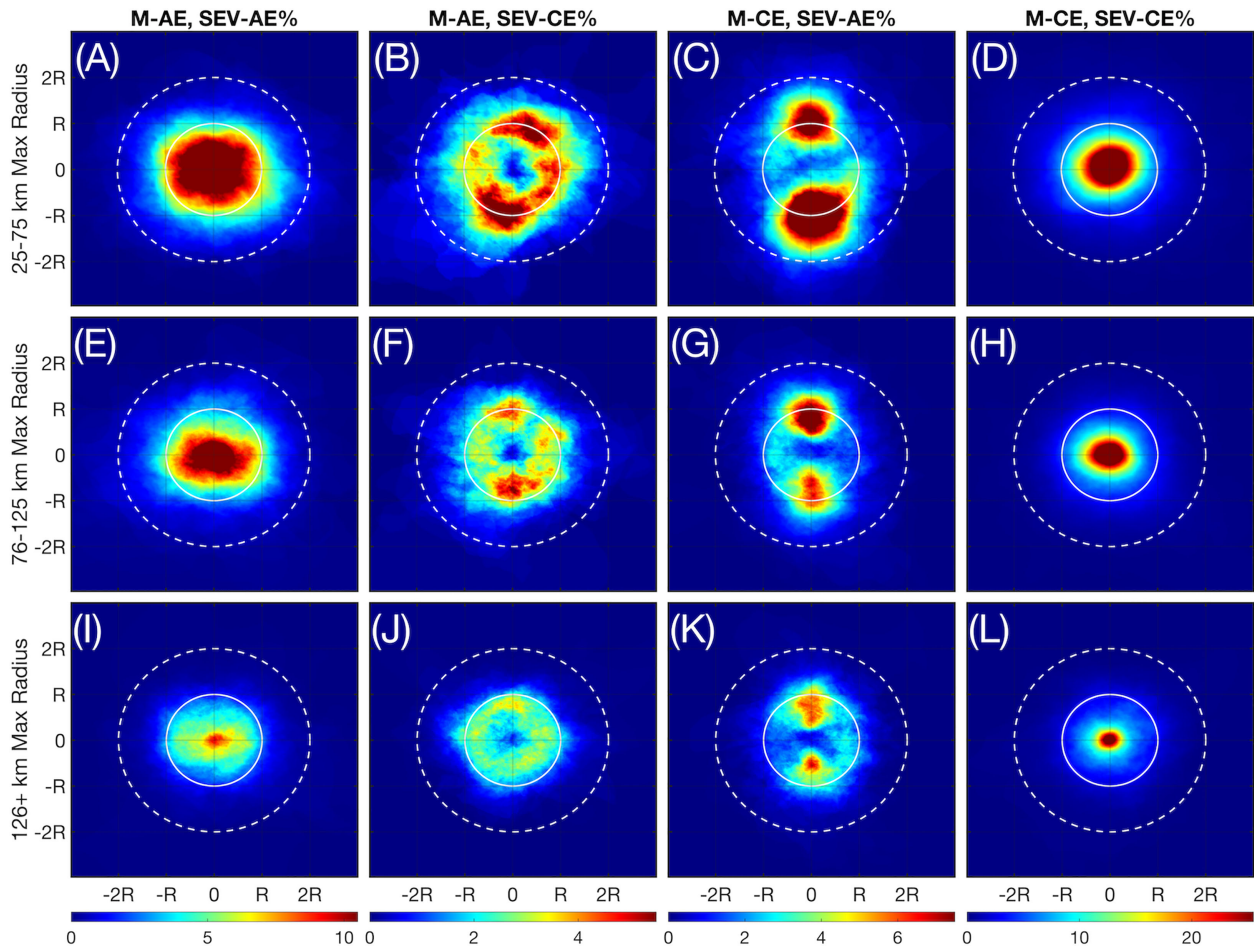 M-AE, SEV-AE% M-AE, SEV-CE% M-CE, SEV-AE% M-CE, SEV-CE%
25-75 km Max Radius
2R
R
0
-R
-2R
(A) (B) (C) (D)
76-125 km Max Radius
2R
R
0
-R
-2R
(E) (F) (G) (H)
126+ km Max Radius
2R
R
0
-R
-2R
(I) (J) (K) (L)
-2R -R 0 R 2R -2R -R 0 R 2R -2R -R 0 R 2R -2R -R 0 R 2R
0 5 10 0 2 4 0 2 4 6 0 10 20